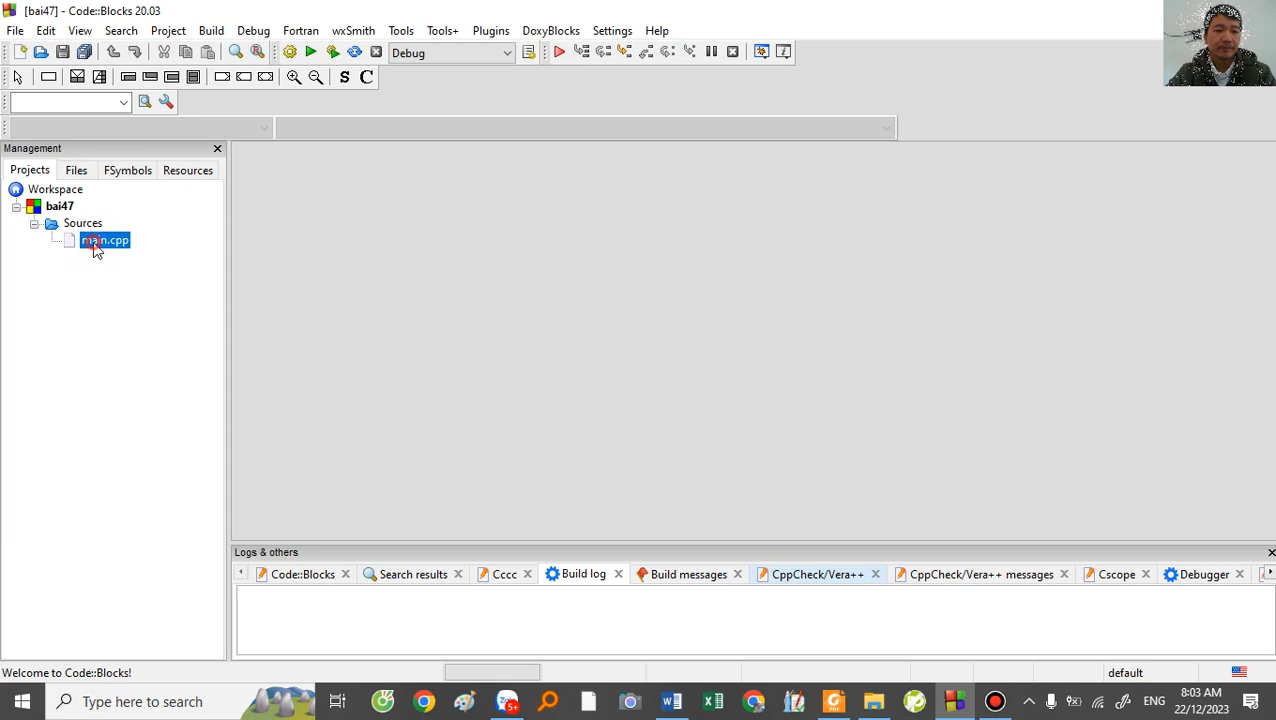 [bai47] - Code::Blocks 20.03
File Edit View Search Project Build Debug Fortran wxSmith Tools Tools+ Plugins DoxyBlocks Settings Help
Debug
S C
Management
Projects Files FSymbols Resources
Workspace
bai47
Sources
main.cpp
Logs & others
Code::Blocks Search results Cccc Build log Build messages CppCheck/Vera++ CppCheck/Vera++ messages Cscope Debugger
Welcome to Code::Blocks!
default
Type here to search
5+
ENG
8:03 AM
22/12/2023